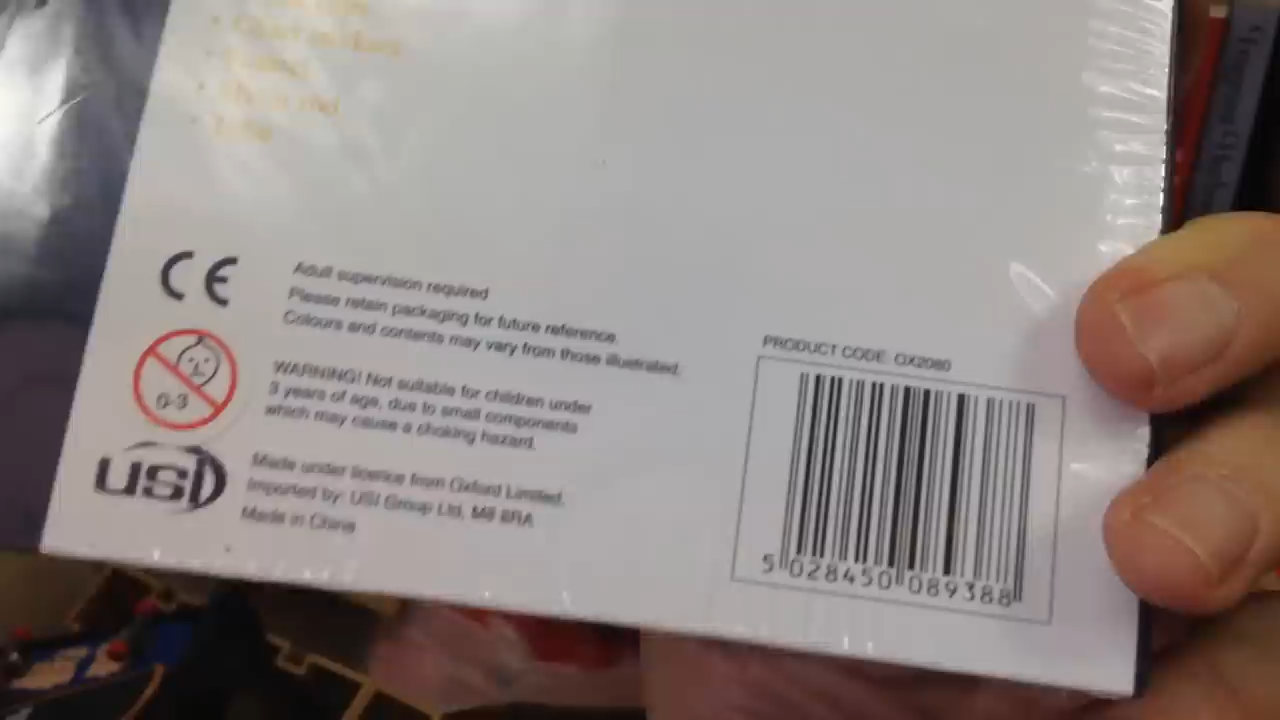 CE
Adult supervision required
Please retain packaging for future reference.
Colours and contents may vary from those illustrated.
0-3
WARNING! Not suitable for children under
3 years of age, due to small components
which may cause a choking hazard.
USI
Made under licence from Oxford Limited.
Imported by: USI Group Ltd, M8 8RA
Made in China
PRODUCT CODE: OX2080
5 028450 089388